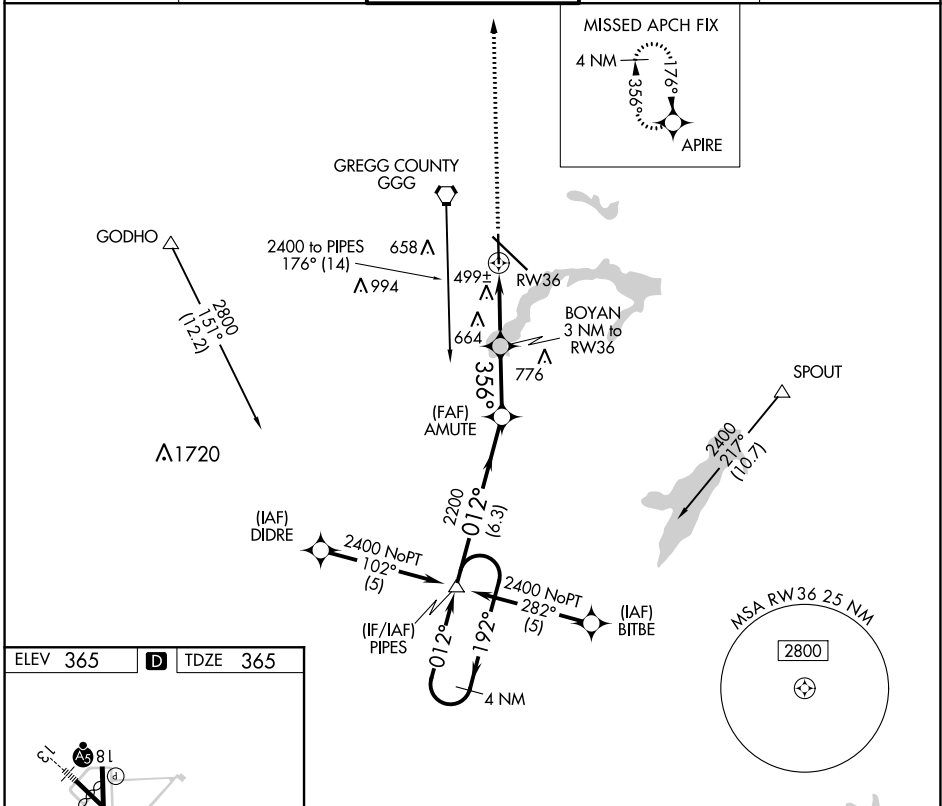 MISSED APCH FIX
4 NM
176°
356°
APIRE
GREGG COUNTY
GGG
GODHO
2400 to PIPES
176° (14)
658
994
499±
RW36
2800
151°
(12.2)
664
BOYAN
3 NM to
RW36
776
356°
SPOUT
(FAF)
AMUTE
1720
2400
217°
(10.7)
2200
012°
(6.3)
(IAF)
DIDRE
2400 NoPT
102°
(5)
2400 NoPT
282°
(5)
(IAF)
BITBE
(IF/IAF)
PIPES
012°
192°
4 NM
MSA RW36 25 NM
2800
ELEV 365
D
TDZE 365
13
A5
18
P